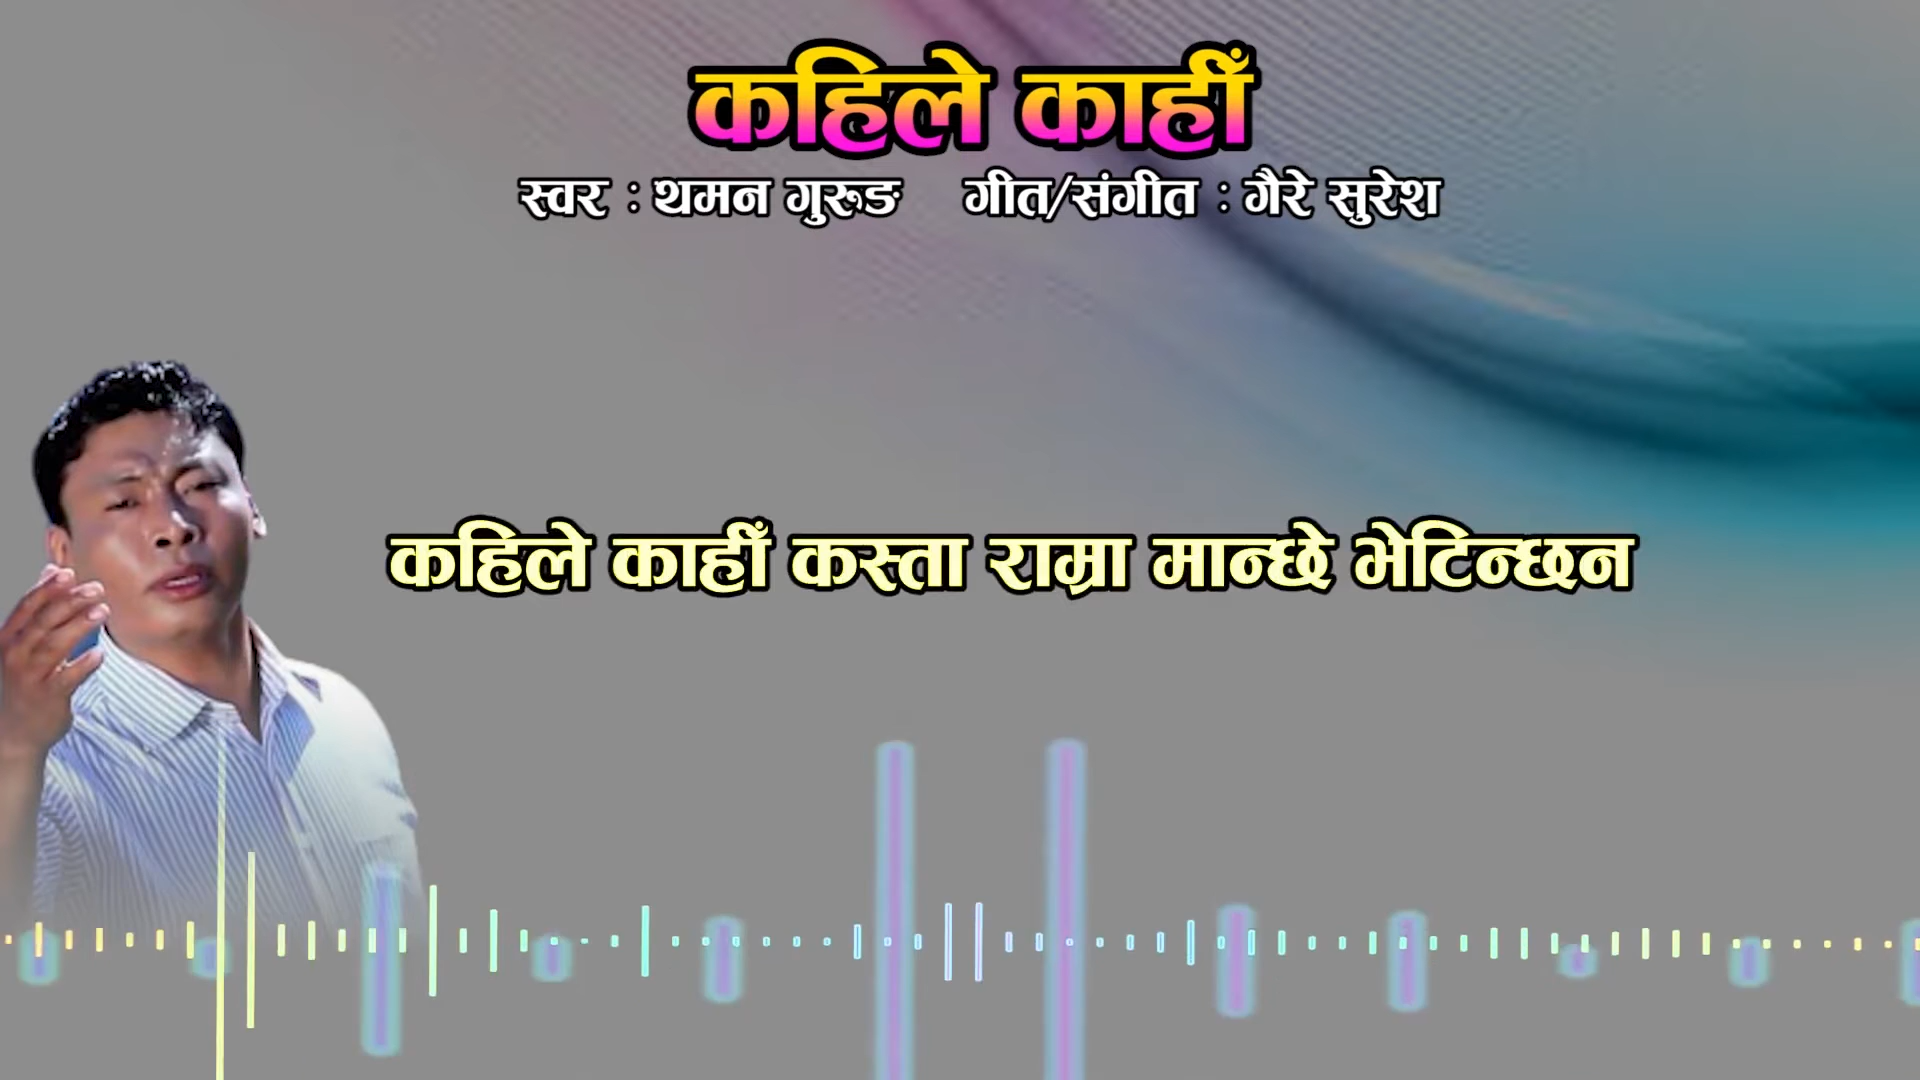 कहिले काहीँ
स्वर : थमन गुरुङ गीत/संगीत : गैरे सुरेश
कहिले काहीँ कस्ता राम्रा मान्छे भेटिन्छन